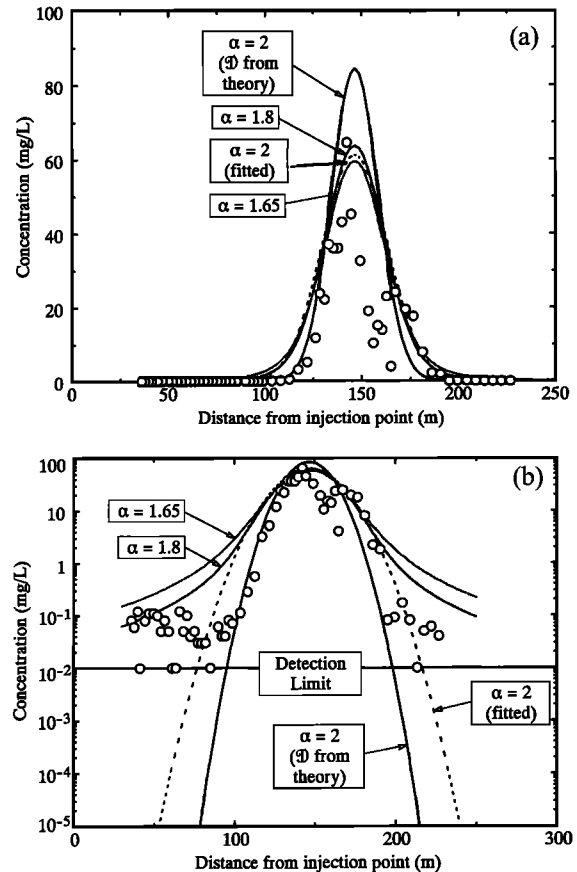 (a)
100
80
60
40
20
0
Concentration (mg/L)
α = 2
(𝔇 from
theory)
α = 1.8
α = 2
(fitted)
α = 1.65
0
50
100
150
200
250
Distance from injection point (m)
(b)
100
10
1
10⁻¹
10⁻²
10⁻³
10⁻⁴
10⁻⁵
Concentration (mg/L)
α = 1.65
α = 1.8
Detection
Limit
α = 2
(𝔇 from
theory)
α = 2
(fitted)
0
100
200
300
Distance from injection point (m)